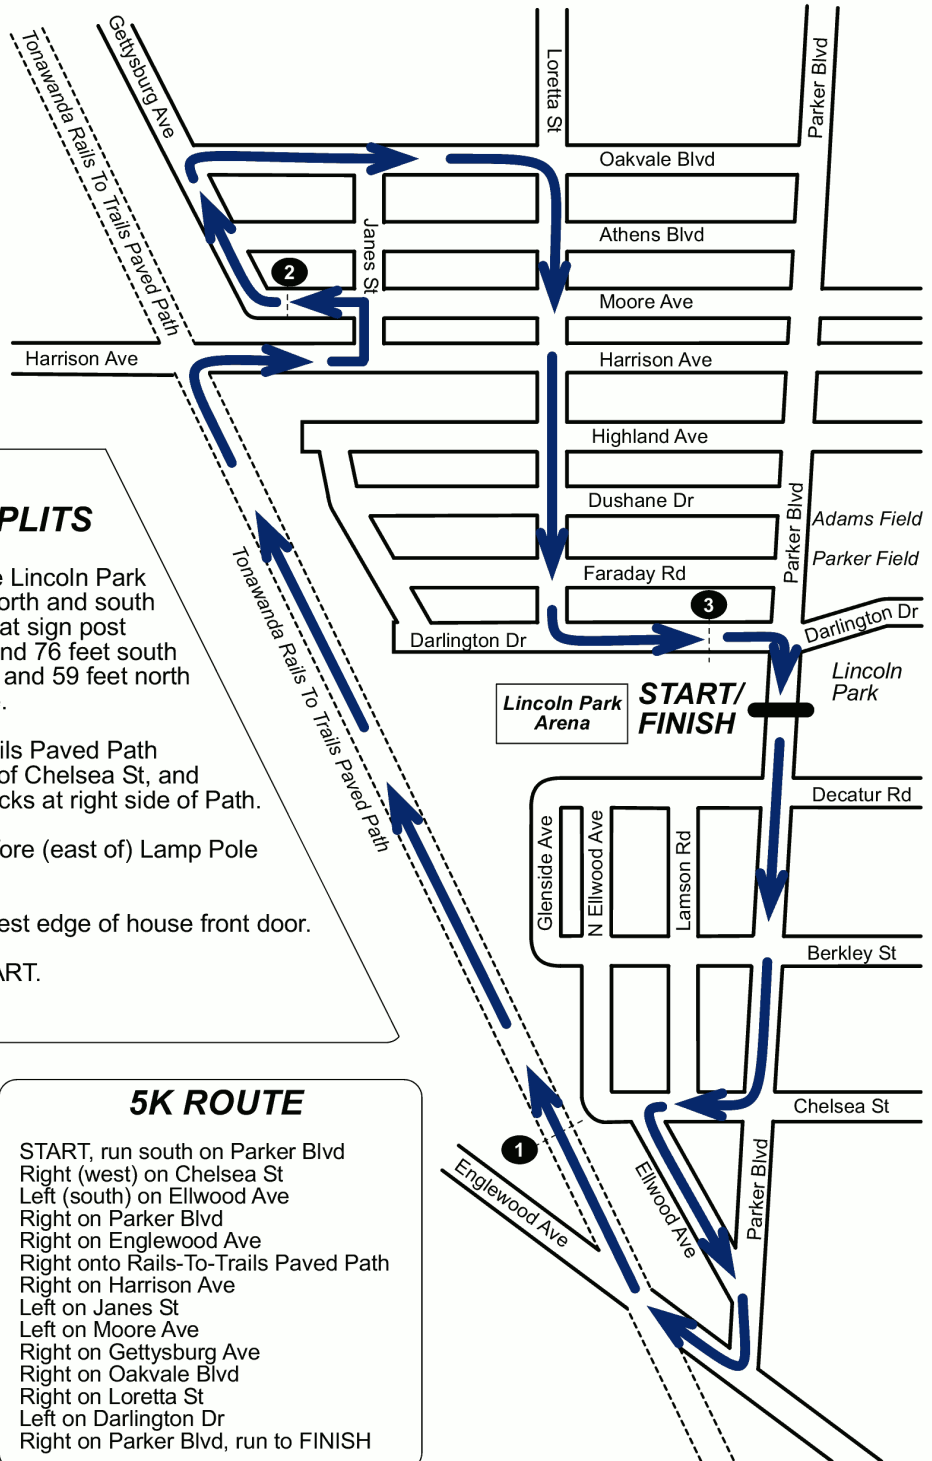 Gettysburg Ave
Tonawanda Rails To Trails Paved Path
Loretta St
Parker Blvd
Oakvale Blvd
Athens Blvd
Janes St
2
Moore Ave
Harrison Ave
Harrison Ave
Highland Ave
Dushane Dr
Parker Blvd
Adams Field
Parker Field
Faraday Rd
3
Darlington Dr
Darlington Dr
Lincoln
Park
Lincoln Park
Arena
START/
FINISH
PLITS
e Lincoln Park
orth and south
at sign post
nd 76 feet south
and 59 feet north
.
ils Paved Path
of Chelsea St, and
cks at right side of Path.
fore (east of) Lamp Pole
est edge of house front door.
ART.
Tonawanda Rails To Trails Paved Path
Decatur Rd
Glenside Ave
N Ellwood Ave
Lamson Rd
Berkley St
Chelsea St
1
Englewood Ave
Ellwood Ave
Parker Blvd
5K ROUTE
START, run south on Parker Blvd
Right (west) on Chelsea St
Left (south) on Ellwood Ave
Right on Parker Blvd
Right on Englewood Ave
Right onto Rails-To-Trails Paved Path
Right on Harrison Ave
Left on Janes St
Left on Moore Ave
Right on Gettysburg Ave
Right on Oakvale Blvd
Right on Loretta St
Left on Darlington Dr
Right on Parker Blvd, run to FINISH